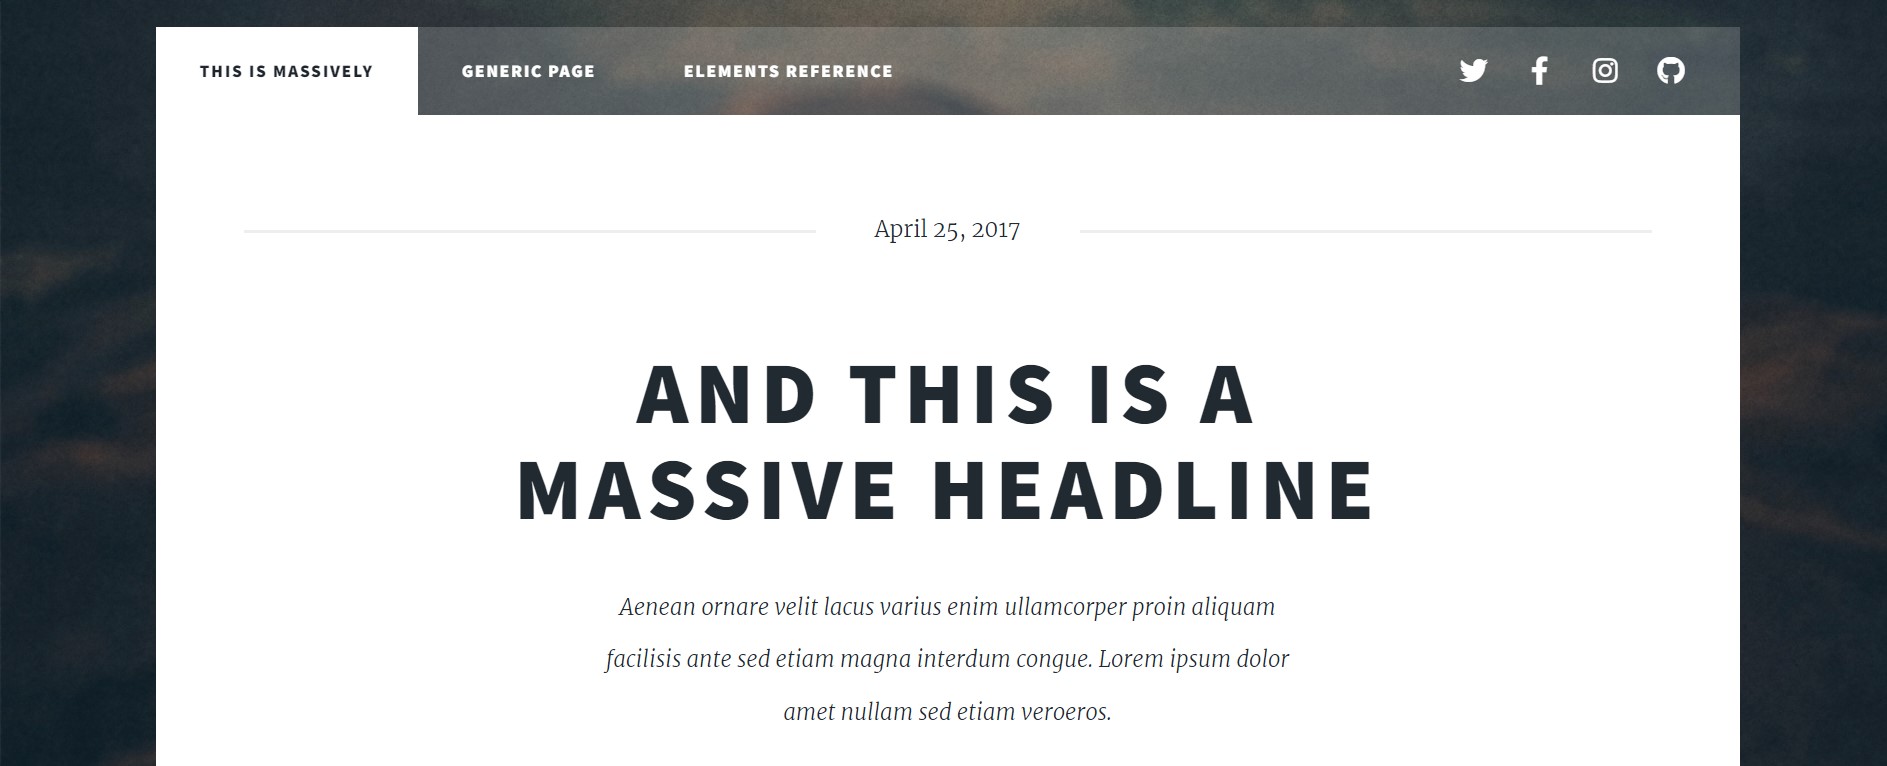 THIS IS MASSIVELY
GENERIC PAGE
ELEMENTS REFERENCE
April 25, 2017
AND THIS IS A
MASSIVE HEADLINE
Aenean ornare velit lacus varius enim ullamcorper proin aliquam
facilisis ante sed etiam magna interdum congue. Lorem ipsum dolor
amet nullam sed etiam veroeros.